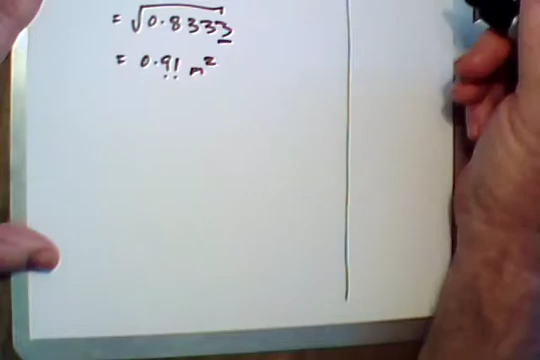 = √0.8333
= 0.91 m²